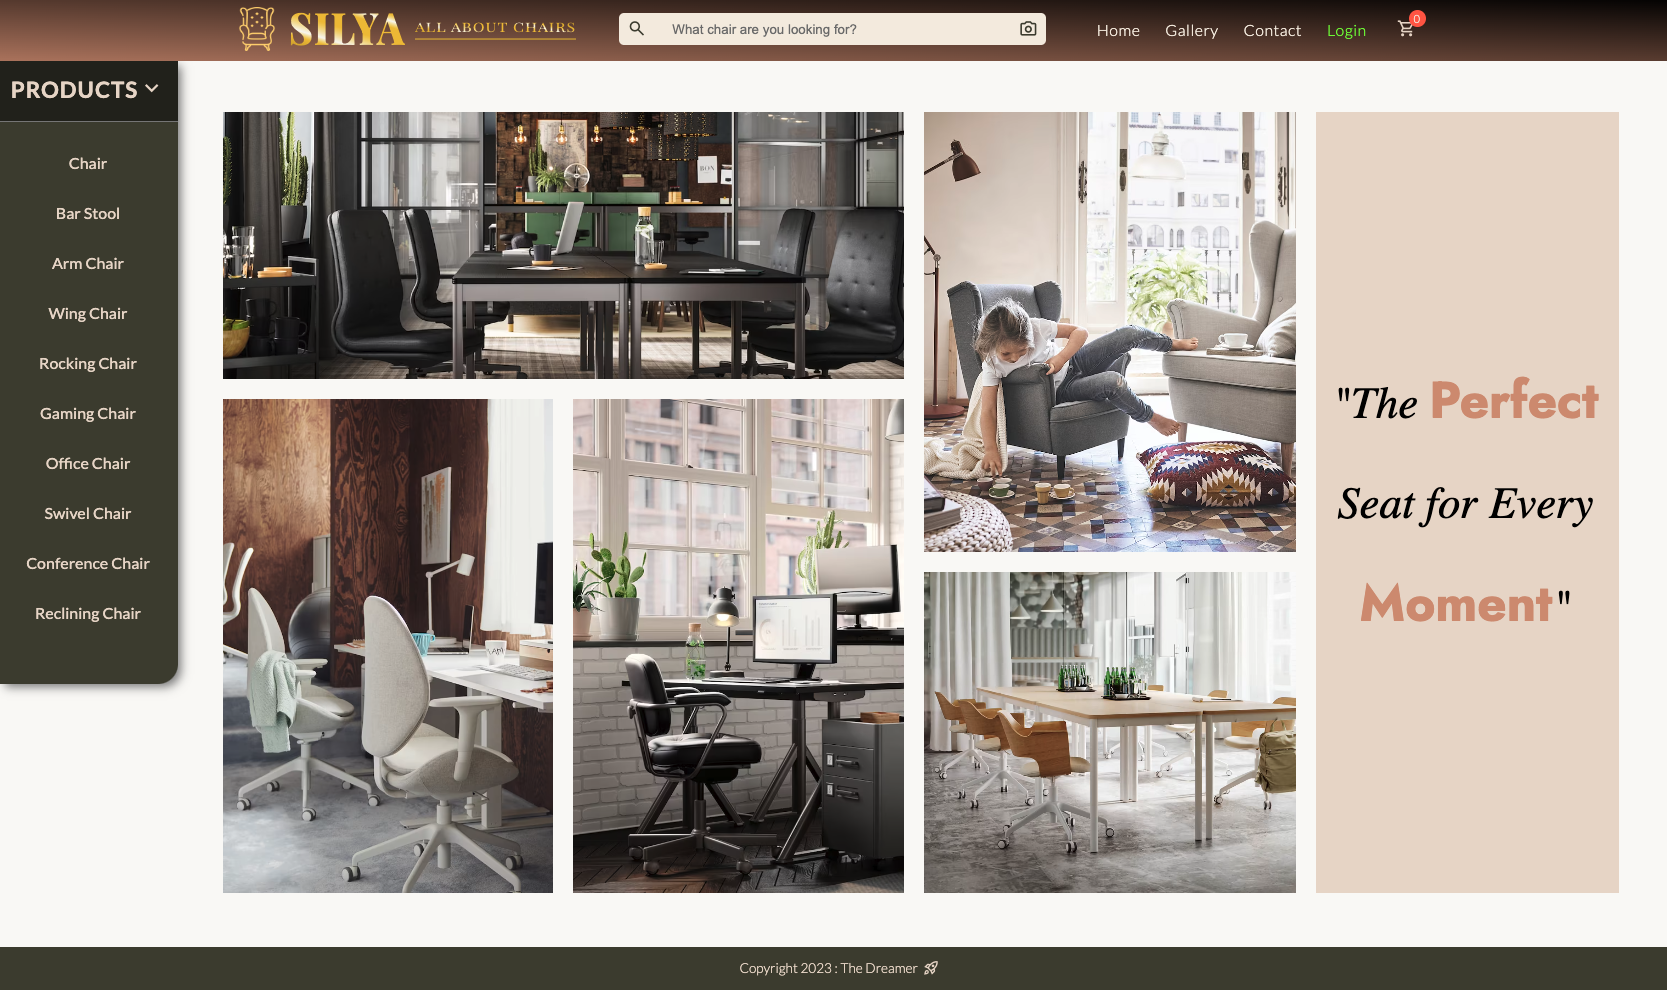 SILYA ALL ABOUT CHAIRS
What chair are you looking for?
Home Gallery Contact Login 0
PRODUCTS
Chair
Bar Stool
Arm Chair
Wing Chair
Rocking Chair
Gaming Chair
Office Chair
Swivel Chair
Conference Chair
Reclining Chair
"The Perfect
Seat for Every
Moment"
Copyright 2023 : The Dreamer